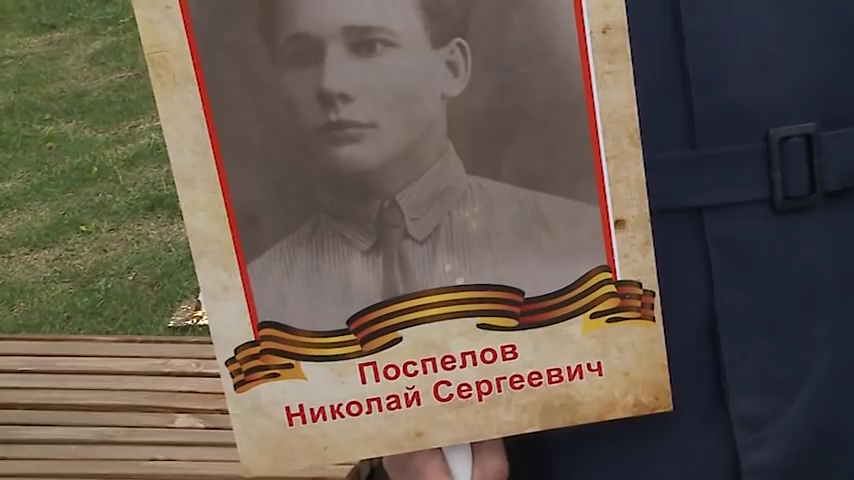 Поспелов
Николай Сергеевич